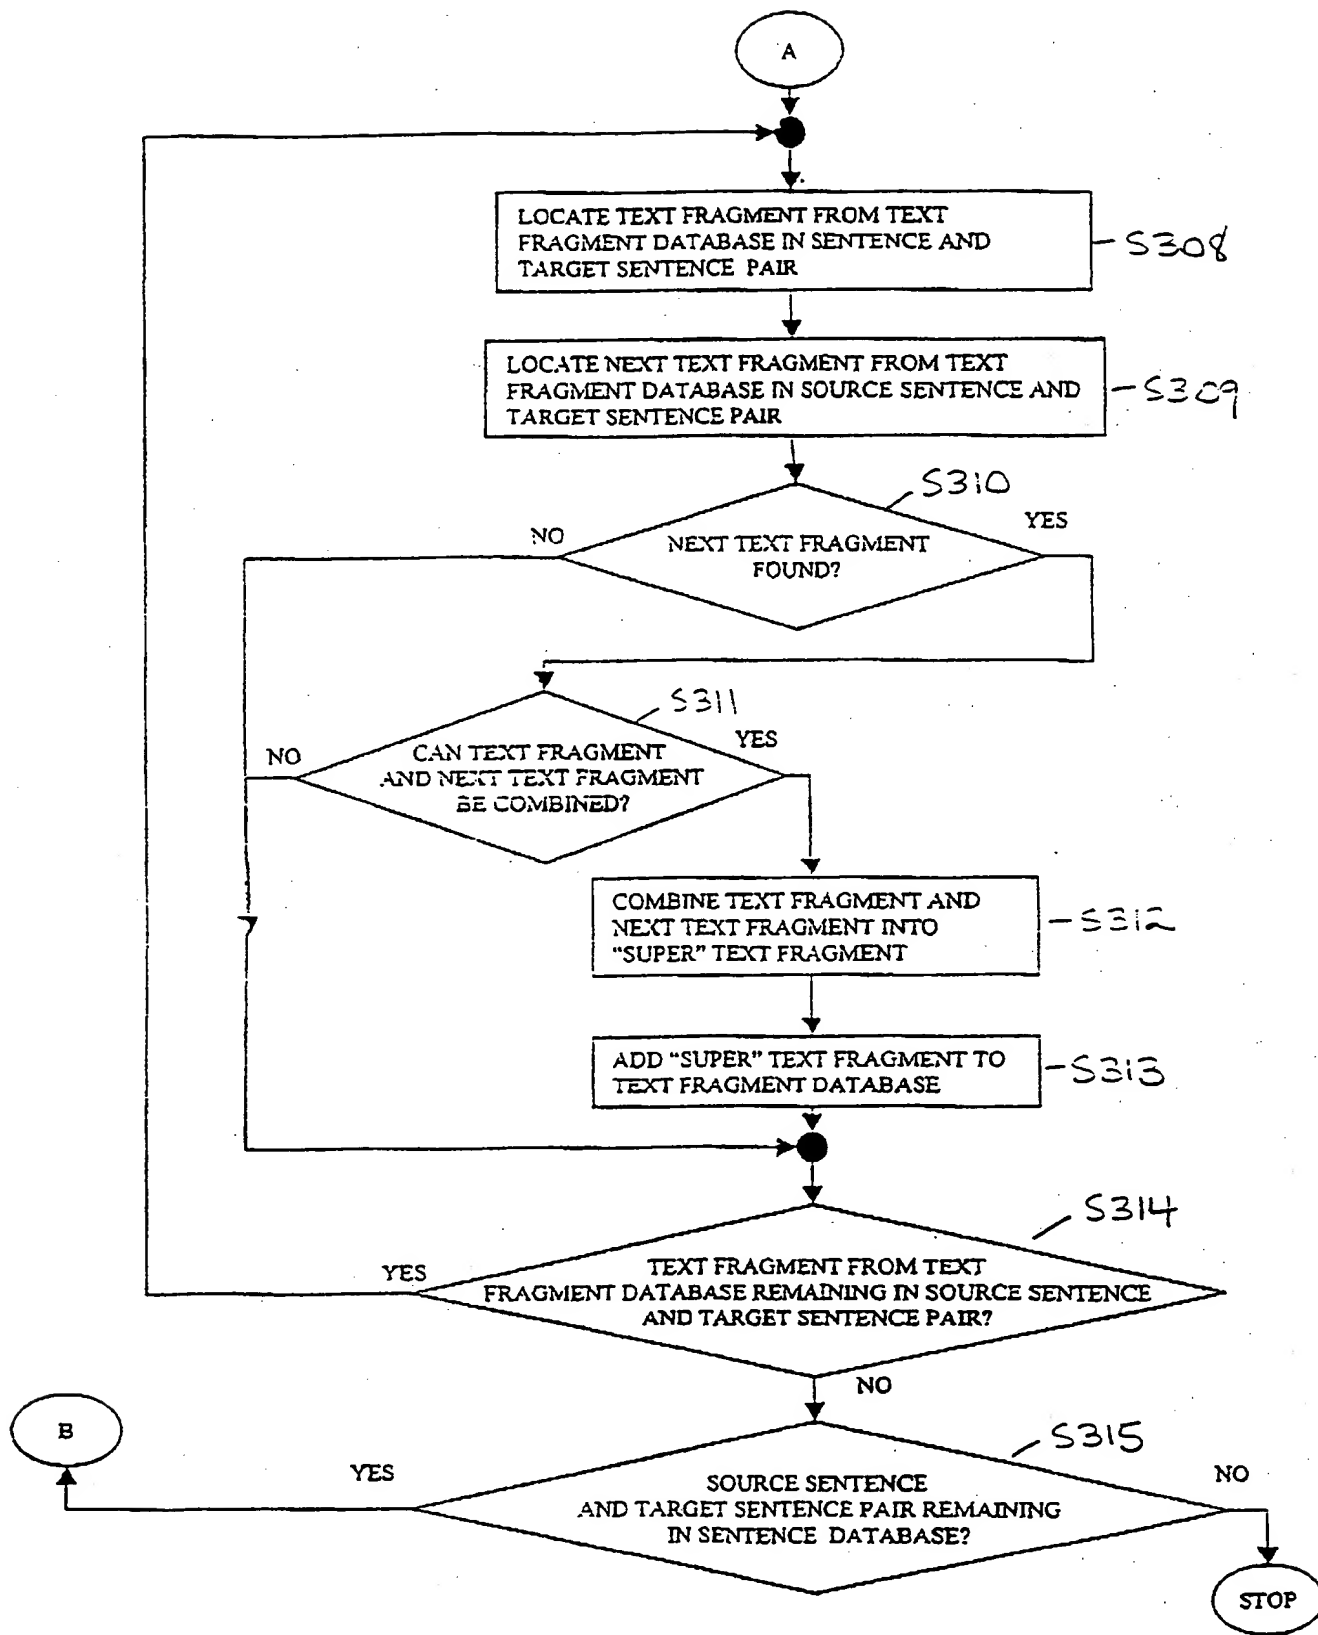 A
LOCATE TEXT FRAGMENT FROM TEXT
FRAGMENT DATABASE IN SENTENCE AND
TARGET SENTENCE PAIR
S308
LOCATE NEXT TEXT FRAGMENT FROM TEXT
FRAGMENT DATABASE IN SOURCE SENTENCE AND
TARGET SENTENCE PAIR
S309
S310
NO
YES
NEXT TEXT FRAGMENT
FOUND?
S311
NO
YES
CAN TEXT FRAGMENT
AND NEXT TEXT FRAGMENT
BE COMBINED?
COMBINE TEXT FRAGMENT AND
NEXT TEXT FRAGMENT INTO
“SUPER” TEXT FRAGMENT
S312
ADD “SUPER” TEXT FRAGMENT TO
TEXT FRAGMENT DATABASE
S313
S314
YES
TEXT FRAGMENT FROM TEXT
FRAGMENT DATABASE REMAINING IN SOURCE SENTENCE
AND TARGET SENTENCE PAIR?
NO
B
S315
YES
NO
SOURCE SENTENCE
AND TARGET SENTENCE PAIR REMAINING
IN SENTENCE DATABASE?
STOP